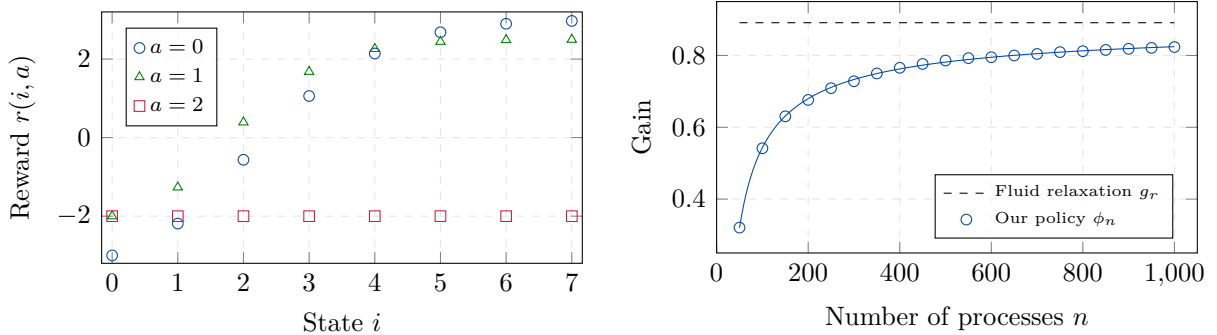 2
0
−2
Reward r(i, a)
a = 0
a = 1
a = 2
0 1 2 3 4 5 6 7
State i
0.8
0.6
0.4
Gain
Fluid relaxation g_r
Our policy ϕ_n
0 200 400 600 800 1,000
Number of processes n